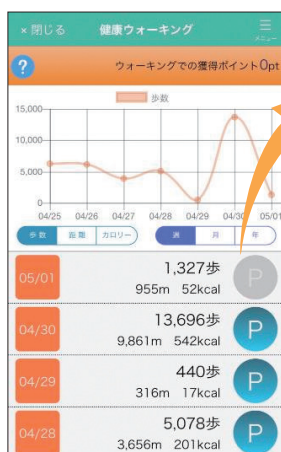 ×閉じる 健康ウォーキング
メニュー
? ウォーキングでの獲得ポイント0pt
歩数
15,000
10,000
5,000
0
04/25 04/26 04/27 04/28 04/29 04/30 05/01
歩数 距離 カロリー 週 月 年
05/01 1,327歩 P
955m 52kcal
04/30 13,696歩 P
9,861m 542kcal
04/29 440歩 P
316m 17kcal
04/28 5,078歩 P
3,656m 201kcal